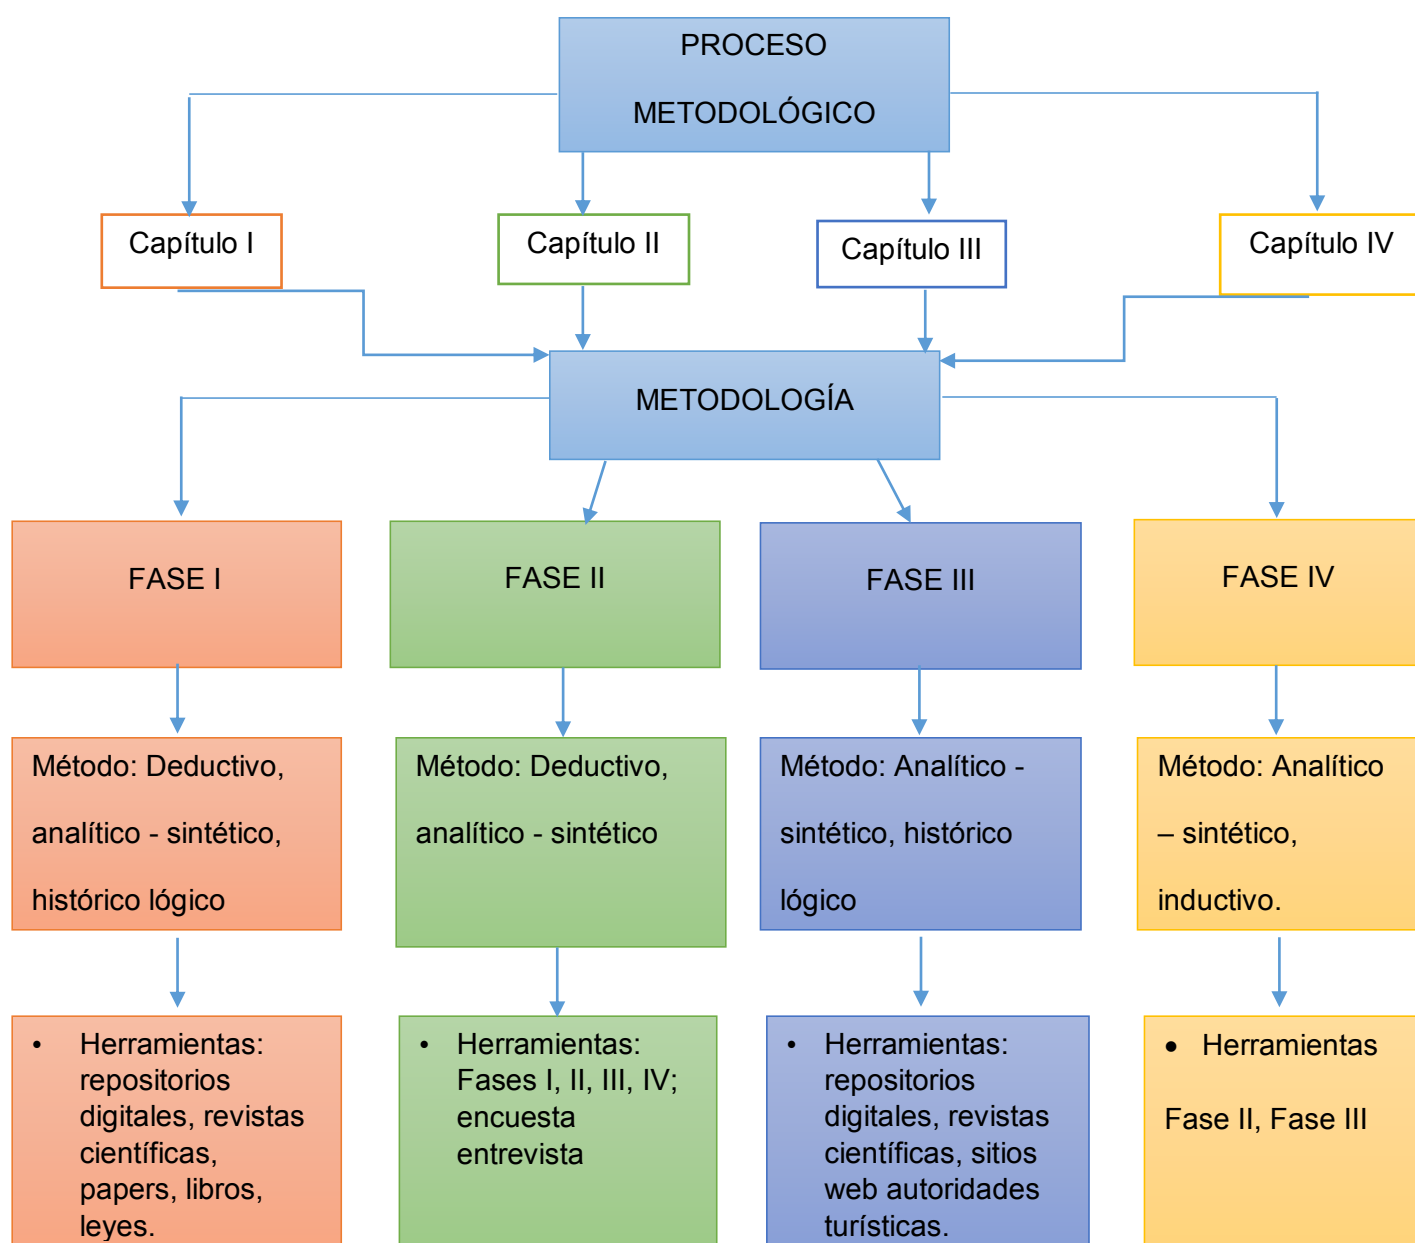 PROCESO
METODOLÓGICO
Capítulo I
Capítulo II
Capítulo III
Capítulo IV
METODOLOGÍA
FASE I
FASE II
FASE III
FASE IV
Método: Deductivo,
analítico - sintético,
histórico lógico
Método: Deductivo,
analítico - sintético
Método: Analítico -
sintético, histórico
lógico
Método: Analítico
– sintético,
inductivo.
• Herramientas:
repositorios
digitales, revistas
científicas,
papers, libros,
leyes.
• Herramientas:
Fases I, II, III, IV;
encuesta
entrevista
• Herramientas:
repositorios
digitales, revistas
científicas, sitios
web autoridades
turísticas.
• Herramientas
Fase II, Fase III